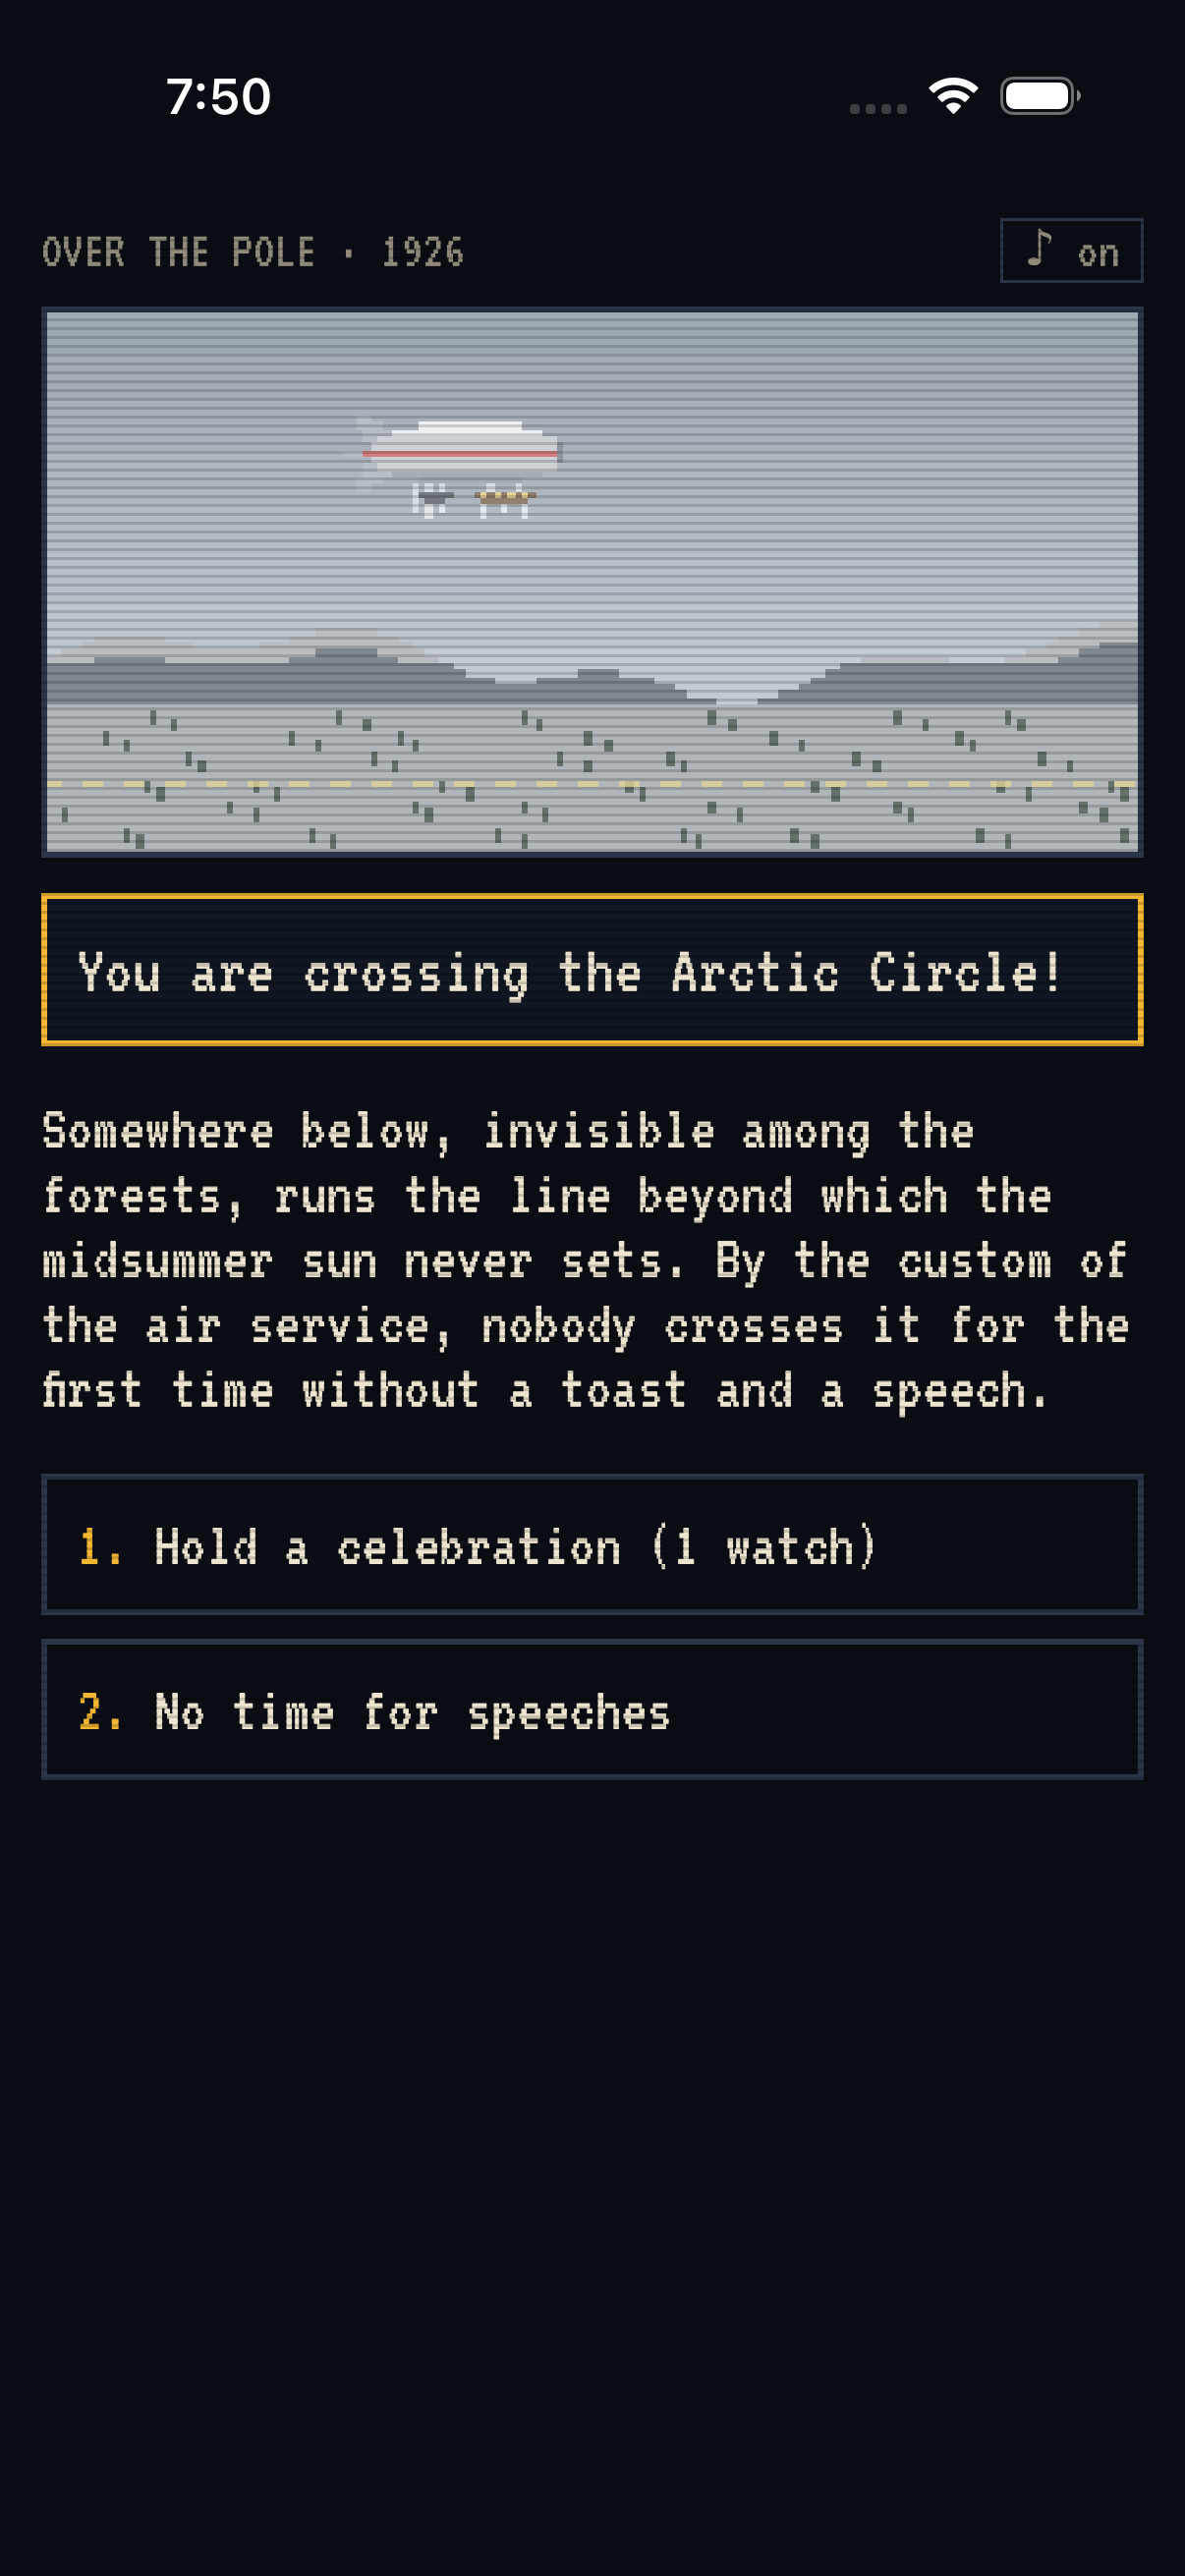 7:50
OVER THE POLE · 1926
♪ on
You are crossing the Arctic Circle!
Somewhere below, invisible among the
forests, runs the line beyond which the
midsummer sun never sets. By the custom of
the air service, nobody crosses it for the
first time without a toast and a speech.
1. Hold a celebration (1 watch)
2. No time for speeches